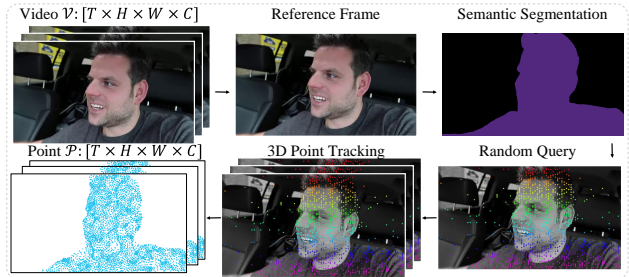 Video 𝒱: [T × H × W × C]
Reference Frame
Semantic Segmentation
Point 𝒫: [T × H × W × C]
3D Point Tracking
Random Query